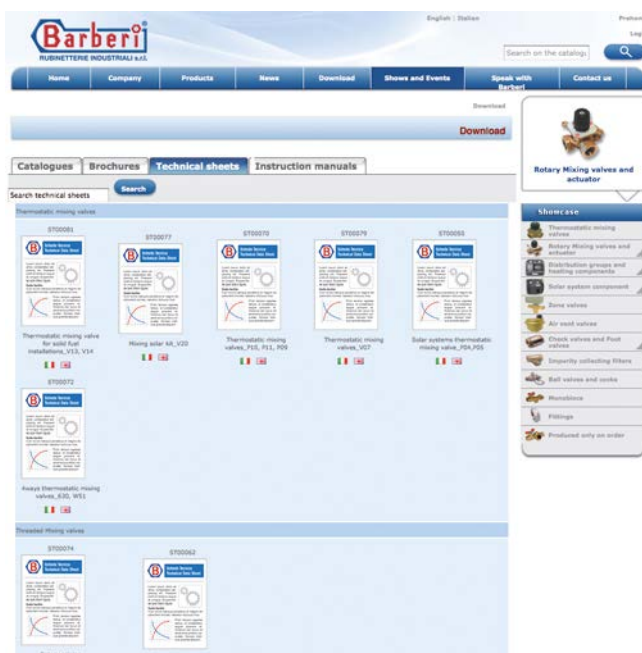 English | Italian
Barberi
RUBINETTERIE INDUSTRIALI s.r.l.
Search on the catalogu
Home
Company
Products
News
Download
Shows and Events
Speak with
Barberi
Contact us
Download
Download
Catalogues
Brochures
Technical sheets
Instruction manuals
Search technical sheets
Search
Rotary Mixing valves and
actuator
Showcase
Thermostatic mixing
valves
Rotary Mixing valves and
actuator
Distribution groups and
heating components
Solar system component
Zone valves
Air vent valves
Check valves and Foot
valves
Impurity collecting filters
Ball valves and cocks
Monobloco
Fittings
Produced only on order
Thermostatic mixing valves
ST00081
ST00077
ST00070
ST00079
ST00055
Thermostatic mixing valve
for solid fuel
installations_V13, V14
Mixing solar kit_V20
Thermostatic mixing
valves_P10, P11, P09
Thermostatic mixing
valves_V07
Solar systems thermostatic
mixing valve_P04,P05
ST00072
Aways thermostatic mixing
valves_630, W51
Threaded Mixing valves
ST00074
ST00062